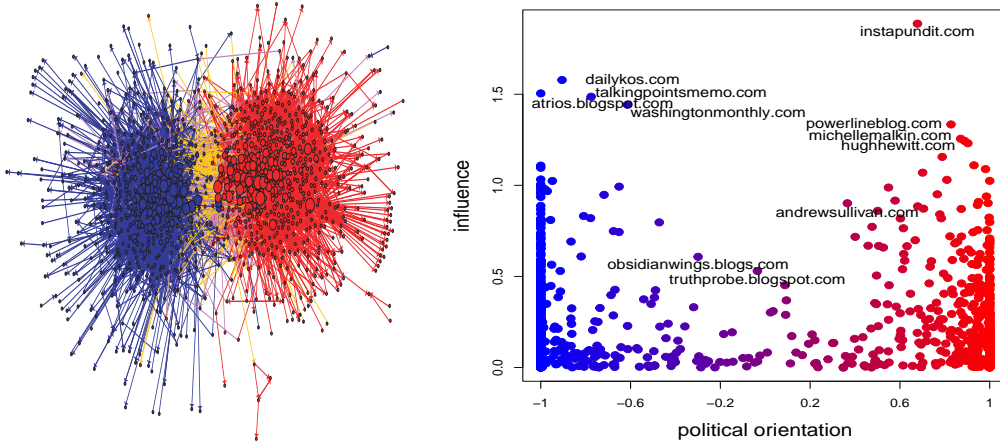 instapundit.com
dailykos.com
talkingpointsmemo.com
atrios.blogspot.com
washingtonmonthly.com
powerlineblog.com
michellemalkin.com
hughhewitt.com
andrewsullivan.com
obsidianwings.blogs.com
truthprobe.blogspot.com
influence
1.5
1.0
0.5
0.0
−1 −0.6 −0.2 0.2 0.6 1
political orientation